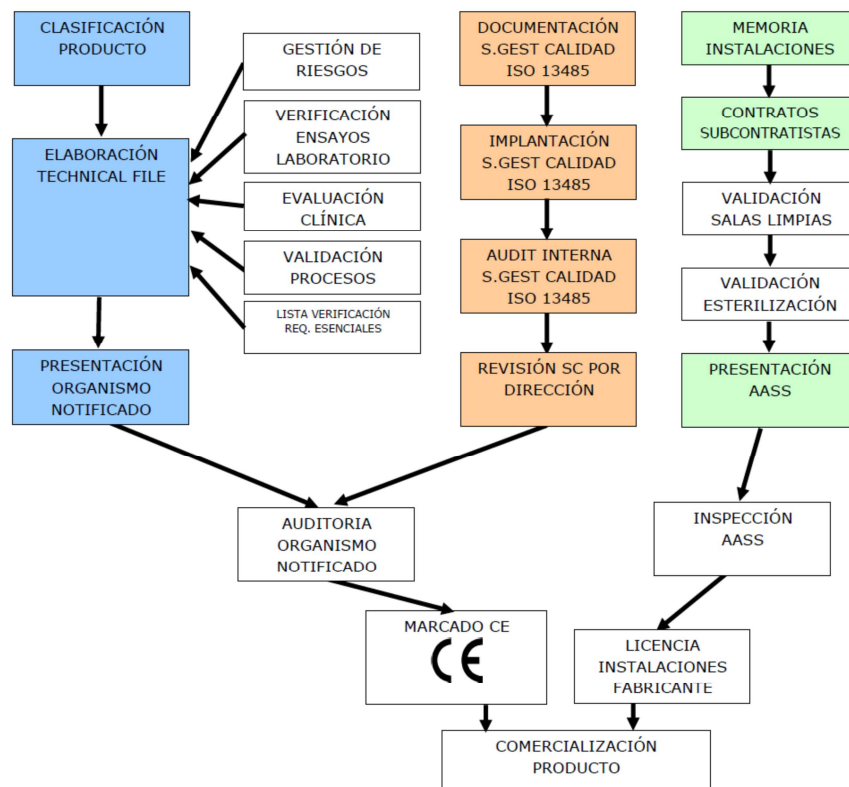 CLASIFICACIÓN
PRODUCTO
ELABORACIÓN
TECHNICAL FILE
PRESENTACIÓN
ORGANISMO
NOTIFICADO
GESTIÓN DE
RIESGOS
VERIFICACIÓN
ENSAYOS
LABORATORIO
EVALUACIÓN
CLÍNICA
VALIDACIÓN
PROCESOS
LISTA VERIFICACIÓN
REQ. ESENCIALES
DOCUMENTACIÓN
S.GEST CALIDAD
ISO 13485
IMPLANTACIÓN
S.GEST CALIDAD
ISO 13485
AUDIT INTERNA
S.GEST CALIDAD
ISO 13485
REVISIÓN SC POR
DIRECCIÓN
MEMORIA
INSTALACIONES
CONTRATOS
SUBCONTRATISTAS
VALIDACIÓN
SALAS LIMPIAS
VALIDACIÓN
ESTERILIZACIÓN
PRESENTACIÓN
AASS
AUDITORIA
ORGANISMO
NOTIFICADO
INSPECCIÓN
AASS
MARCADO CE
CE
LICENCIA
INSTALACIONES
FABRICANTE
COMERCIALIZACIÓN
PRODUCTO